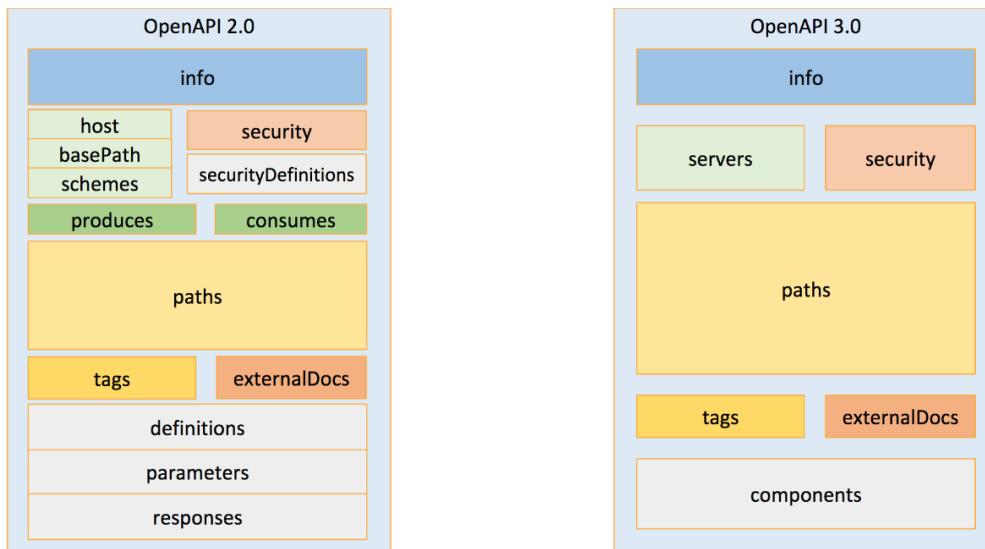 OpenAPI 2.0
info
host
basePath
schemes
security
securityDefinitions
produces
consumes
paths
tags
externalDocs
definitions
parameters
responses
OpenAPI 3.0
info
servers
security
paths
tags
externalDocs
components